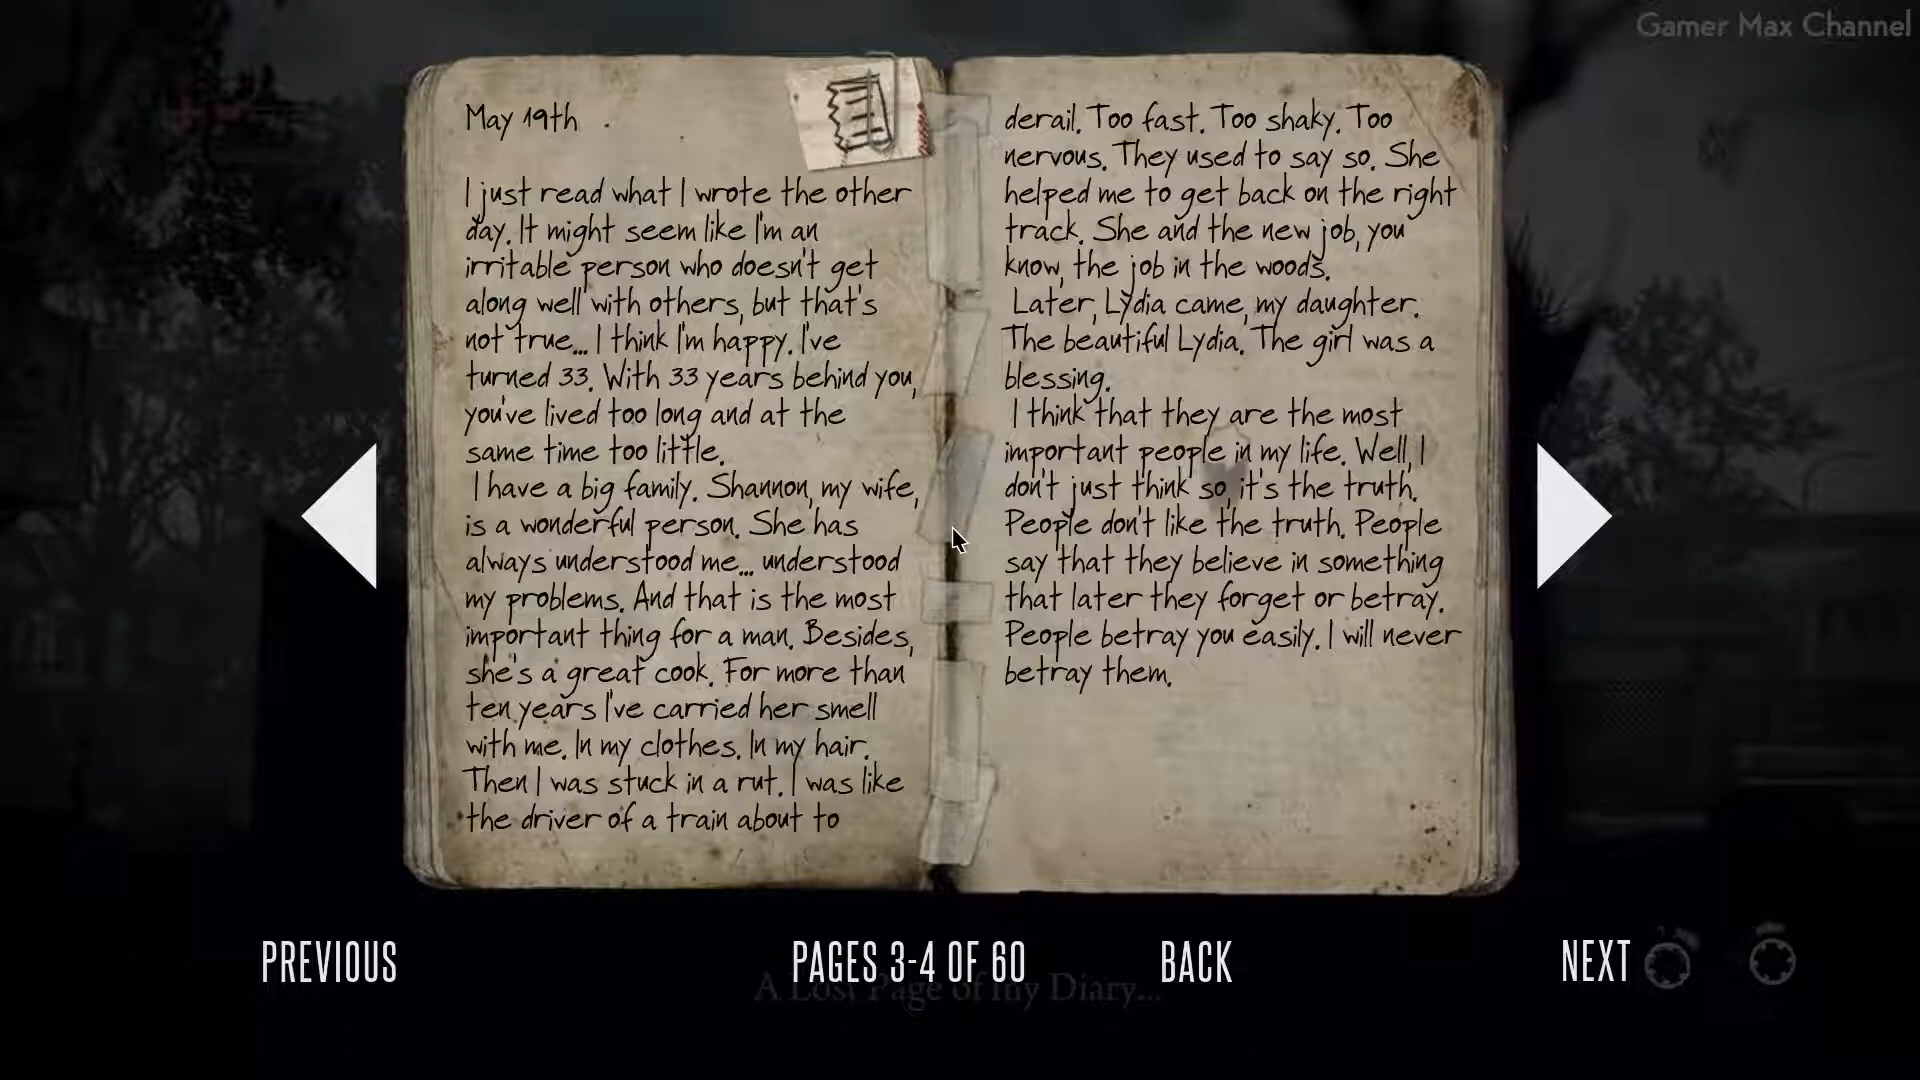 Gamer Max Channel
May 19th
I just read what I wrote the other
day. It might seem like I'm an
irritable person who doesn't get
along well with others, but that's
not true... I think I'm happy. I've
turned 33. With 33 years behind you,
you've lived too long and at the
same time too little.
I have a big family. Shannon, my wife,
is a wonderful person. She has
always understood me... understood
my problems. And that is the most
important thing for a man. Besides,
she's a great cook. For more than
ten years I've carried her smell
with me. In my clothes. In my hair.
Then I was stuck in a rut. I was like
the driver of a train about to
derail. Too fast. Too shaky. Too
nervous. They used to say so. She
helped me to get back on the right
track. She and the new job, you
know, the job in the woods.
Later, Lydia came, my daughter.
The beautiful Lydia. The girl was a
blessing.
I think that they are the most
important people in my life. Well, I
don't just think so, it's the truth.
People don't like the truth. People
say that they believe in something
that later they forget or betray.
People betray you easily. I will never
betray them.
PREVIOUS
PAGES 3-4 OF 60
BACK
NEXT
A Lost Page of my Diary...